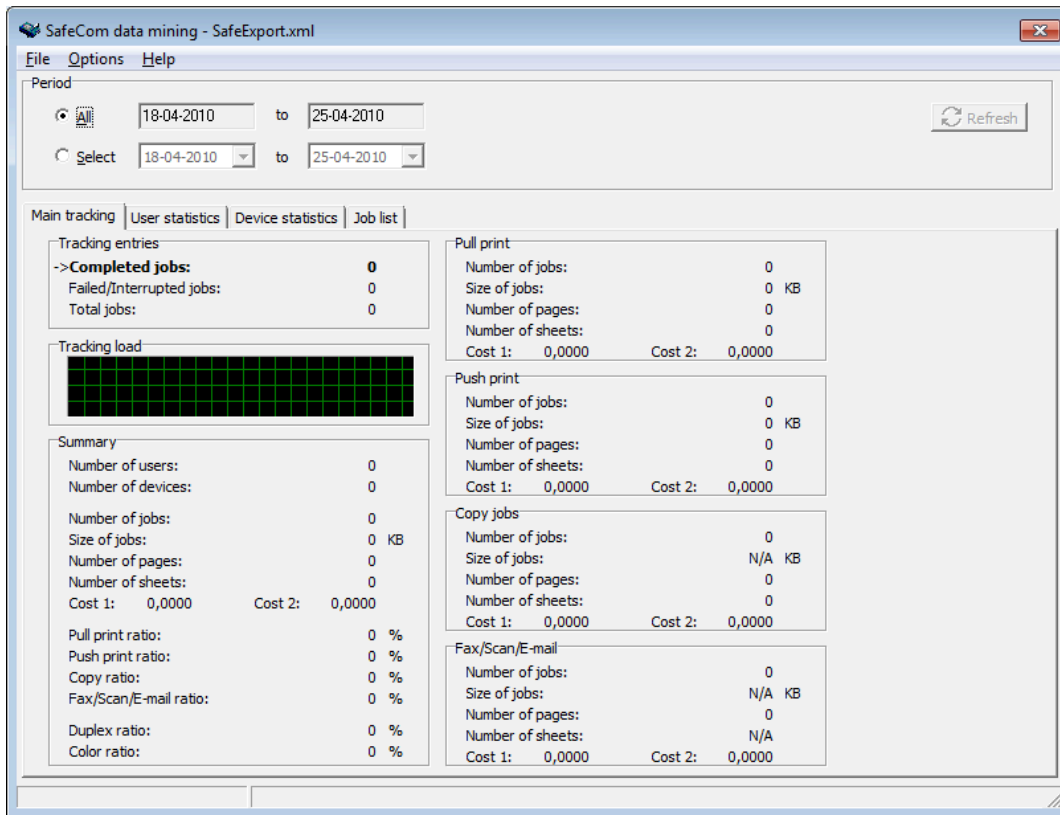 SafeCom data mining - SafeExport.xml
File Options Help
Period
All 18-04-2010 to 25-04-2010
Refresh
Select 18-04-2010 to 25-04-2010
Main tracking User statistics Device statistics Job list
Tracking entries
->Completed jobs: 0
Failed/Interrupted jobs: 0
Total jobs: 0
Tracking load
Summary
Number of users: 0
Number of devices: 0
Number of jobs: 0
Size of jobs: 0 KB
Number of pages: 0
Number of sheets: 0
Cost 1: 0,0000 Cost 2: 0,0000
Pull print ratio: 0 %
Push print ratio: 0 %
Copy ratio: 0 %
Fax/Scan/E-mail ratio: 0 %
Duplex ratio: 0 %
Color ratio: 0 %
Pull print
Number of jobs: 0
Size of jobs: 0 KB
Number of pages: 0
Number of sheets: 0
Cost 1: 0,0000 Cost 2: 0,0000
Push print
Number of jobs: 0
Size of jobs: 0 KB
Number of pages: 0
Number of sheets: 0
Cost 1: 0,0000 Cost 2: 0,0000
Copy jobs
Number of jobs: 0
Size of jobs: N/A KB
Number of pages: 0
Number of sheets: 0
Cost 1: 0,0000 Cost 2: 0,0000
Fax/Scan/E-mail
Number of jobs: 0
Size of jobs: N/A KB
Number of pages: 0
Number of sheets: N/A
Cost 1: 0,0000 Cost 2: 0,0000